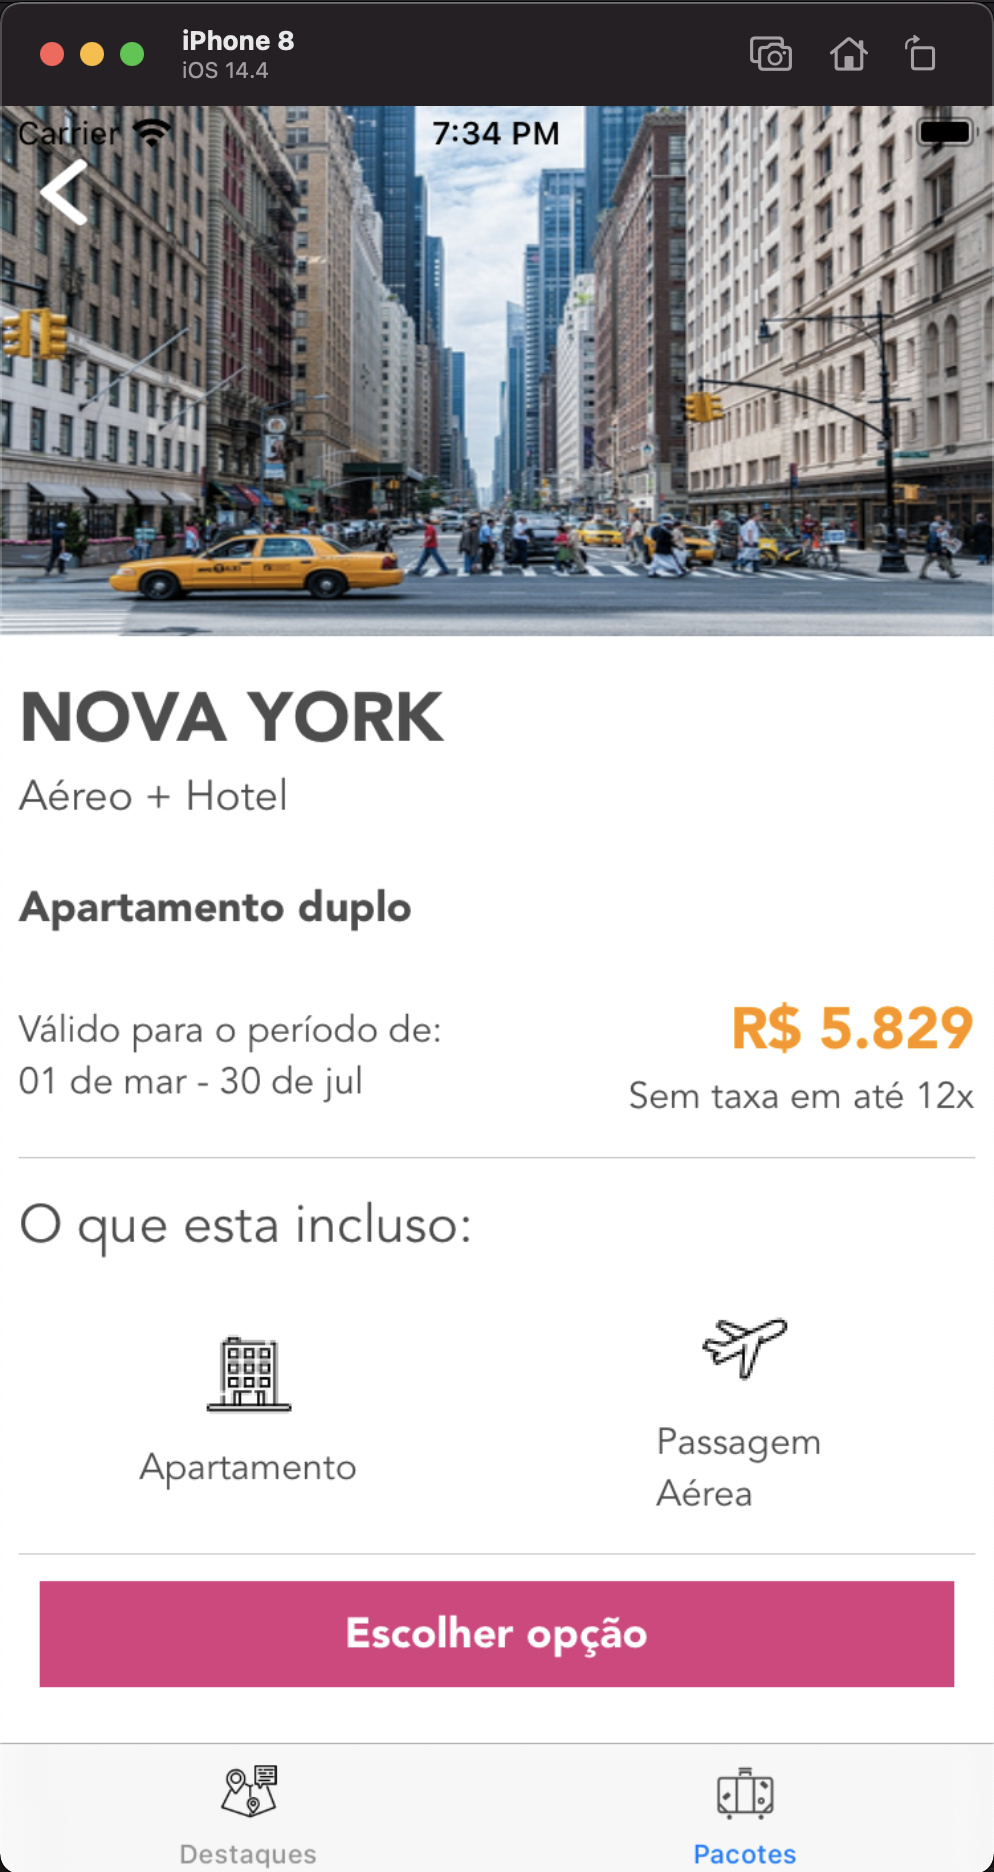 iPhone 8
iOS 14.4
Carrier
7:34 PM
NOVA YORK
Aéreo + Hotel
Apartamento duplo
Válido para o período de:
01 de mar - 30 de jul
R$ 5.829
Sem taxa em até 12x
O que esta incluso:
Apartamento
Passagem
Aérea
Escolher opção
Destaques
Pacotes